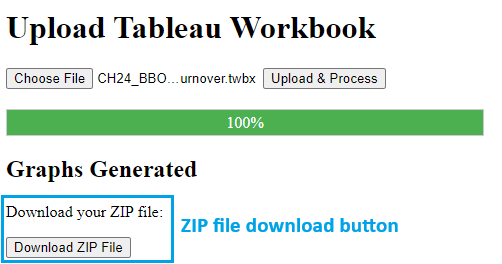 Upload Tableau Workbook
Choose File CH24_BBO...urnover.twbx Upload & Process
100%
Graphs Generated
Download your ZIP file:
ZIP file download button
Download ZIP File